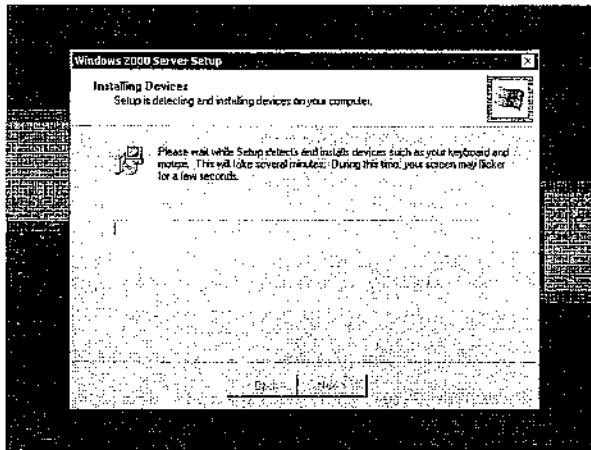 Windows 2000 Server Setup
Installing Devices
Setup is detecting and installing devices on your computer.
Please wait while Setup detects and installs devices such as your keyboard and
mouse. This will take several minutes. During this time, your screen may flicker
for a few seconds.